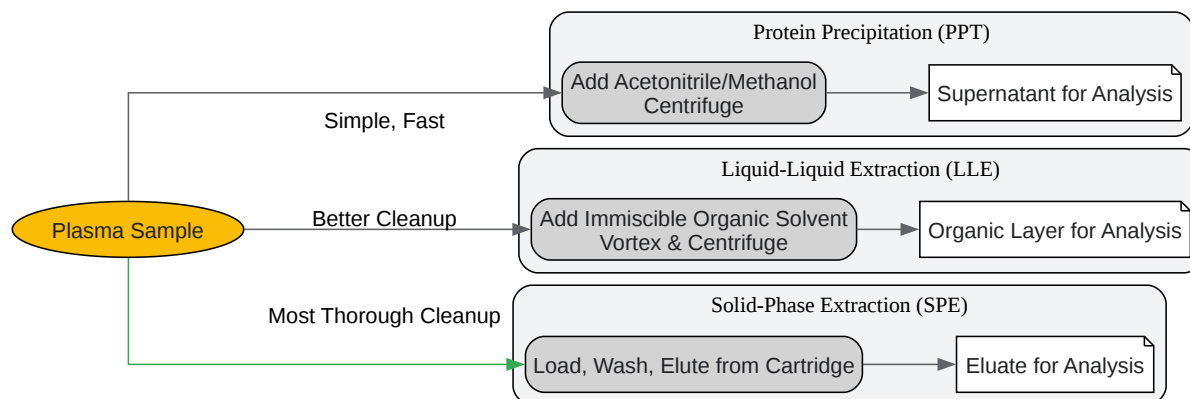 Protein Precipitation (PPT)
Add Acetonitrile/Methanol
Centrifuge
Supernatant for Analysis
Simple, Fast
Liquid-Liquid Extraction (LLE)
Plasma Sample
Better Cleanup
Add Immiscible Organic Solvent
Vortex & Centrifuge
Organic Layer for Analysis
Most Thorough Cleanup
Solid-Phase Extraction (SPE)
Load, Wash, Elute from Cartridge
Eluate for Analysis